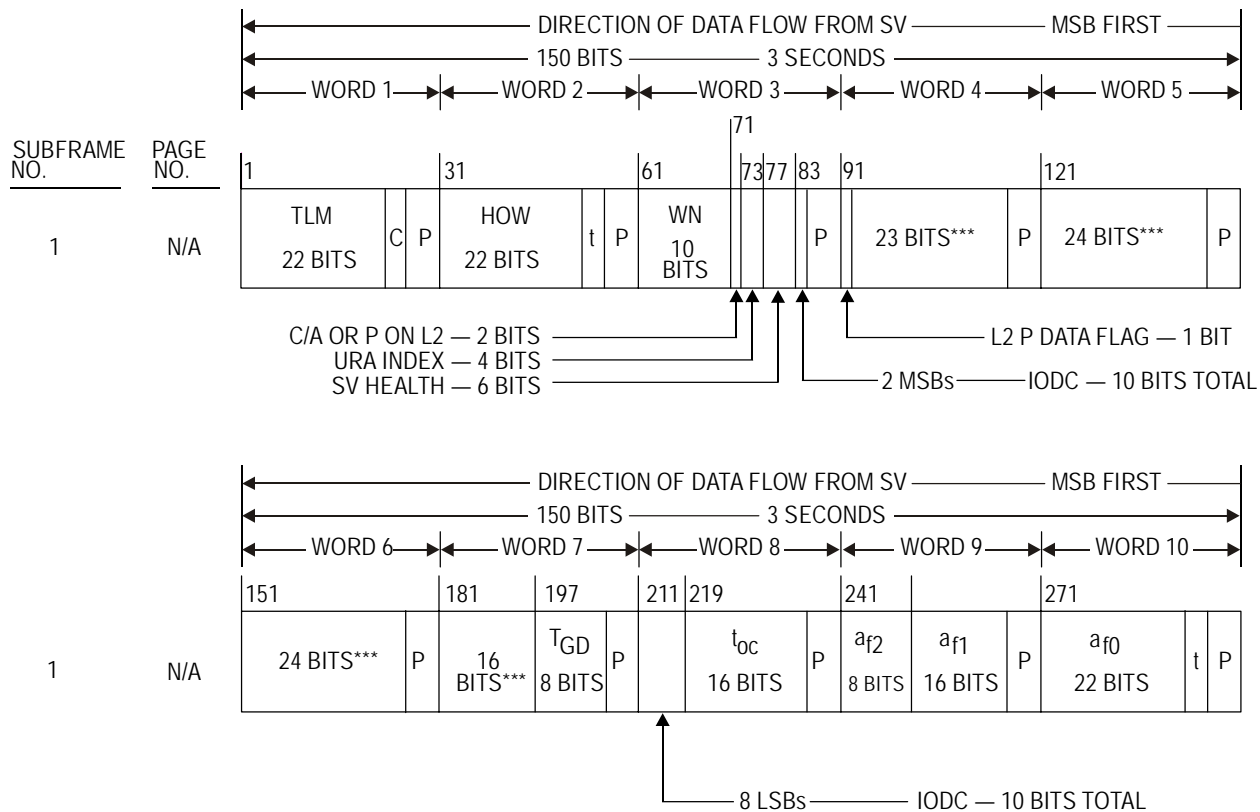 DIRECTION OF DATA FLOW FROM SV MSB FIRST
150 BITS 3 SECONDS
WORD 1 WORD 2 WORD 3 WORD 4 WORD 5
SUBFRAME NO. PAGE NO.
1 31 61 71 73 77 83 91 121
1 N/A
TLM 22 BITS C P HOW 22 BITS t P WN 10 BITS P 23 BITS*** P 24 BITS*** P
C/A OR P ON L2 — 2 BITS
URA INDEX — 4 BITS
SV HEALTH — 6 BITS
L2 P DATA FLAG — 1 BIT
2 MSBs IODC — 10 BITS TOTAL
DIRECTION OF DATA FLOW FROM SV MSB FIRST
150 BITS 3 SECONDS
WORD 6 WORD 7 WORD 8 WORD 9 WORD 10
151 181 197 211 219 241 271
1 N/A
24 BITS*** P 16 BITS*** TGD 8 BITS P toc 16 BITS P af2 8 BITS af1 16 BITS P af0 22 BITS t P
8 LSBs IODC — 10 BITS TOTAL